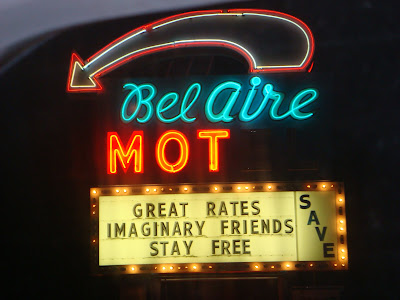 Bel Aire
MOT
GREAT RATES
IMAGINARY FRIENDS
STAY FREE
SAVE